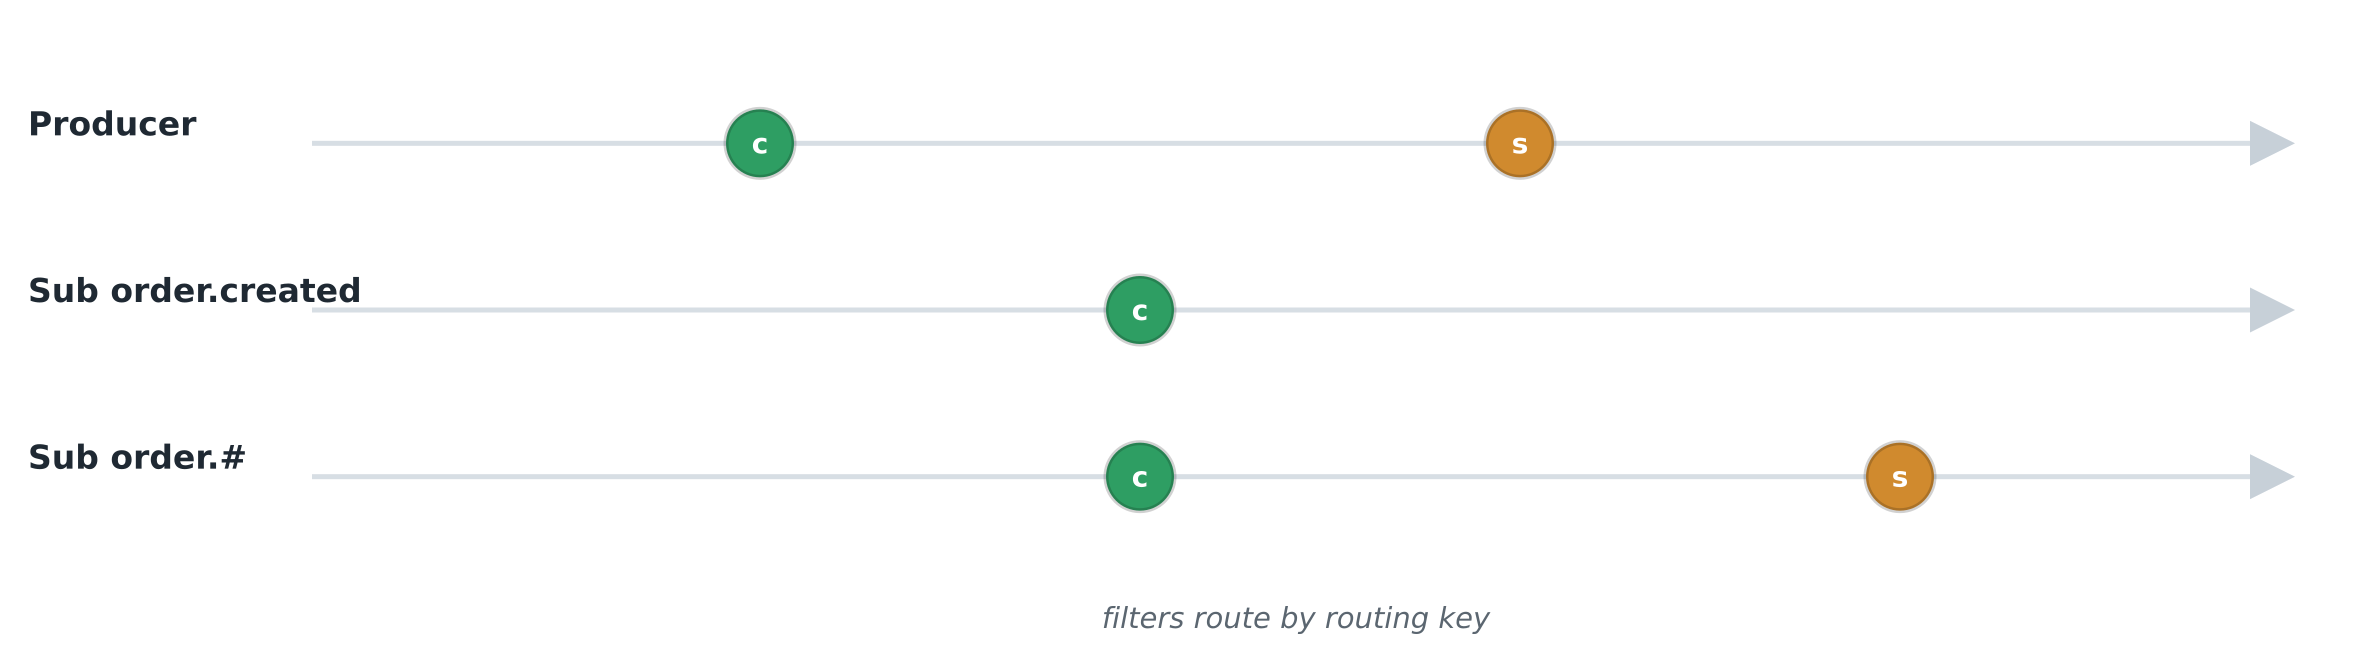 Producer
c
s
Sub order.created
c
Sub order.#
c
s
filters route by routing key